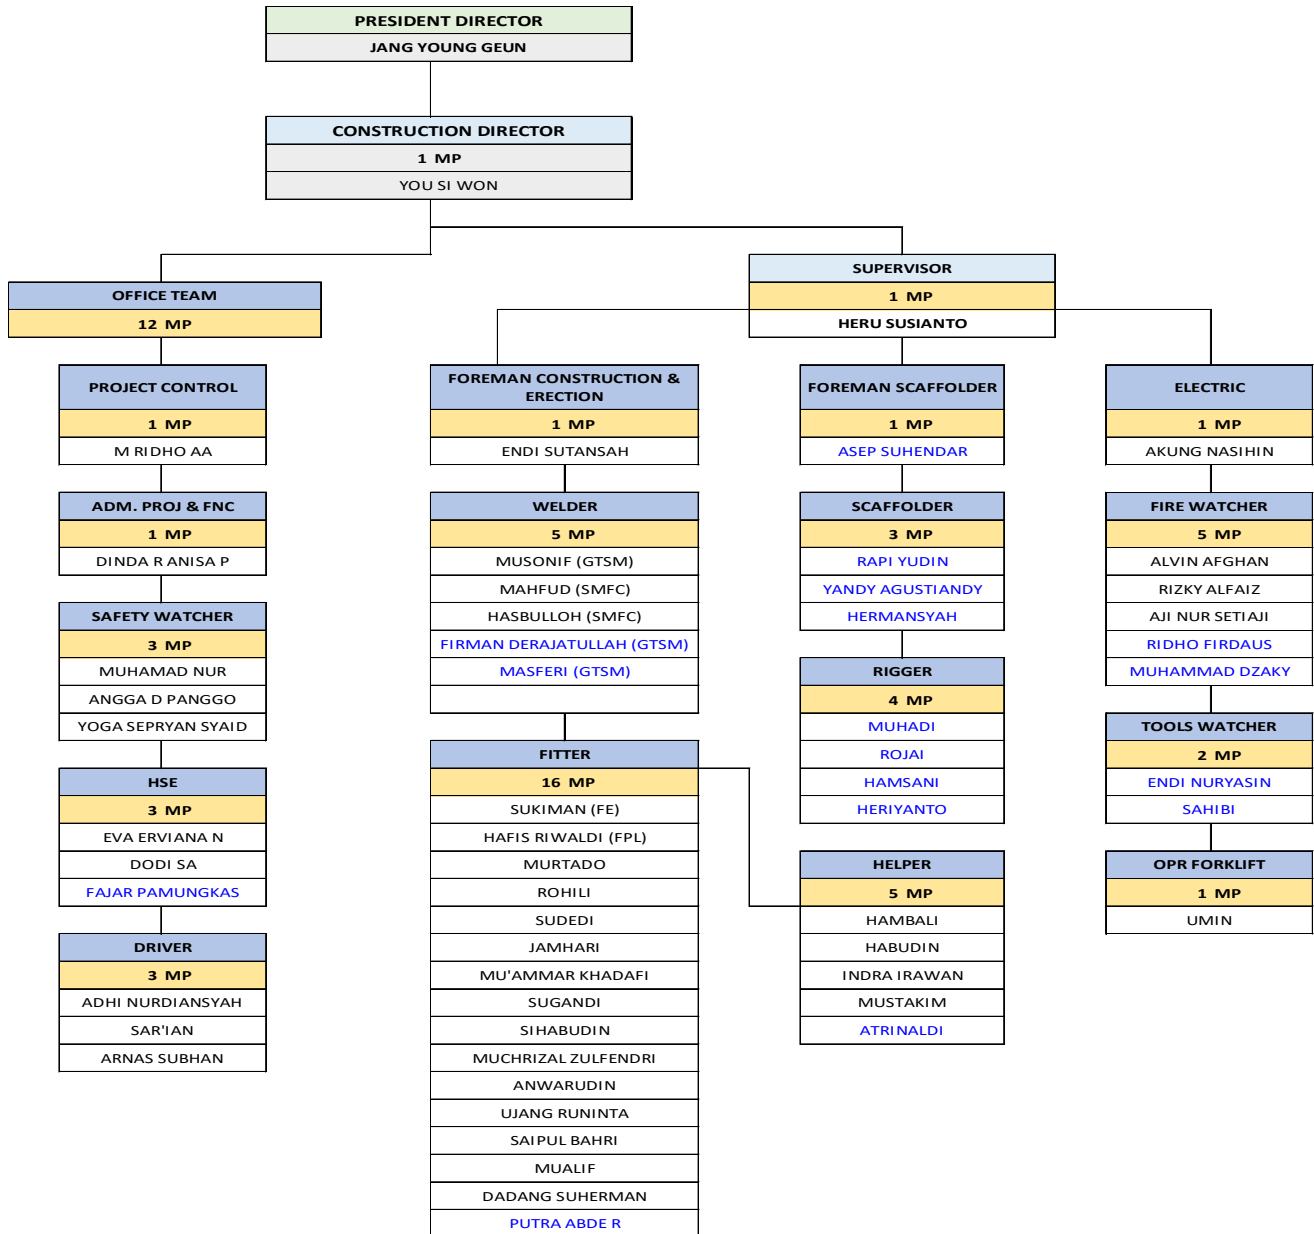 PRESIDENT DIRECTOR
JANG YOUNG GEUN
CONSTRUCTION DIRECTOR
1 MP
YOU SI WON
OFFICE TEAM
12 MP
PROJECT CONTROL
1 MP
M RIDHO AA
ADM. PROJ & FNC
1 MP
DINDA R ANISA P
SAFETY WATCHER
3 MP
MUHAMAD NUR
ANGGA D PANGGO
YOGA SEPRYAN SYAID
HSE
3 MP
EVA ERVIANA N
DODI SA
FAJAR PAMUNGKAS
DRIVER
3 MP
ADHI NURDIANSYAH
SAR'IAN
ARNAS SUBHAN
SUPERVISOR
1 MP
HERU SUSIANTO
FOREMAN CONSTRUCTION &
ERECTION
1 MP
ENDI SUTANSAH
WELDER
5 MP
MUSONIF (GTSM)
MAHFUD (SMFC)
HASBULLOH (SMFC)
FIRMAN DERAJATULLAH (GTSM)
MASFERI (GTSM)
FITTER
16 MP
SUKIMAN (FE)
HAFIS RIWALDI (FPL)
MURTADO
ROHILI
SUDEDI
JAMHARI
MU'AMMAR KHADAFI
SUGANDI
SIHABUDIN
MUCHRIZAL ZULFENDRI
ANWARUDIN
UJANG RUNINTA
SAIPUL BAHRI
MUALIF
DADANG SUHERMAN
PUTRA ABDE R
FOREMAN SCAFFOLDER
1 MP
ASEP SUHENDAR
SCAFFOLDER
3 MP
RAPI YUDIN
YANDY AGUSTIANDY
HERMANSYAH
RIGGER
4 MP
MUHADI
ROJAI
HAMSANI
HERIYANTO
HELPER
5 MP
HAMBALI
HABUDIN
INDRA IRAWAN
MUSTAKIM
ATRINALDI
ELECTRIC
1 MP
AKUNG NASIHIN
FIRE WATCHER
5 MP
ALVIN AFGHAN
RIZKY ALFAIZ
AJI NUR SETIAJI
RIDHO FIRDAUS
MUHAMMAD DZAKY
TOOLS WATCHER
2 MP
ENDI NURYASIN
SAHIBI
OPR FORKLIFT
1 MP
UMIN